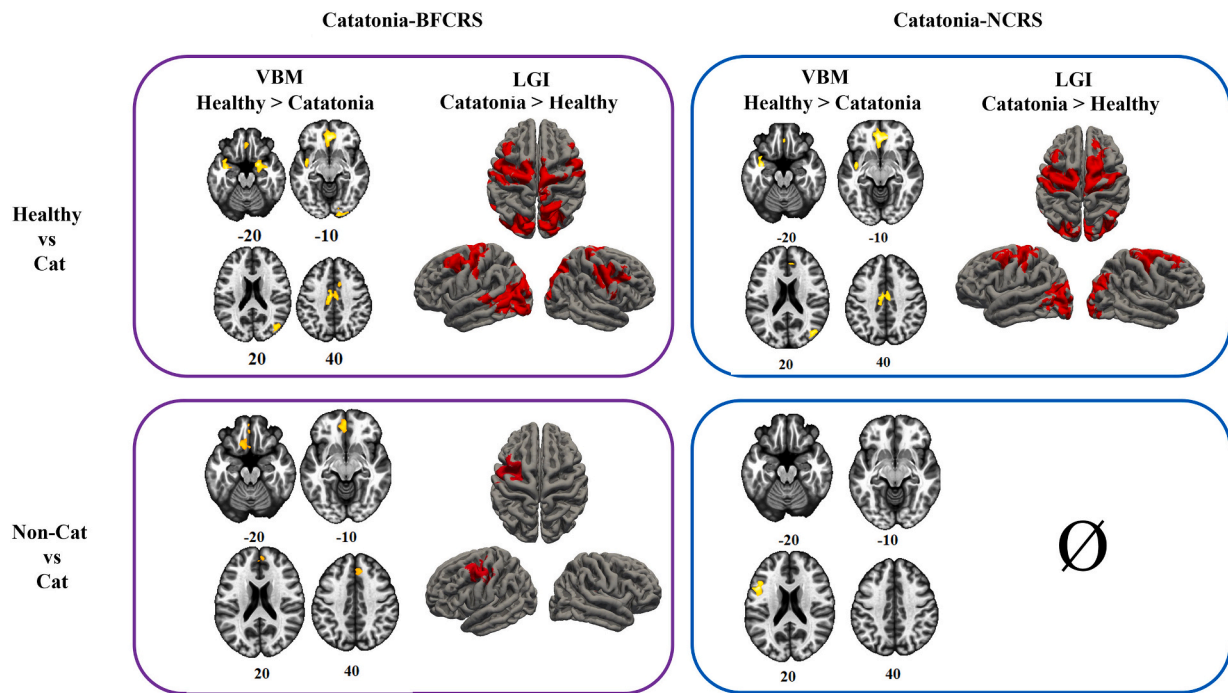 Catatonia-BFCRS
Catatonia-NCRS
Healthy
vs
Cat
VBM
Healthy > Catatonia
LGI
Catatonia > Healthy
-20
-10
20
40
VBM
Healthy > Catatonia
LGI
Catatonia > Healthy
-20
-10
20
40
Non-Cat
vs
Cat
-20
-10
20
40
-20
-10
20
40
Ø